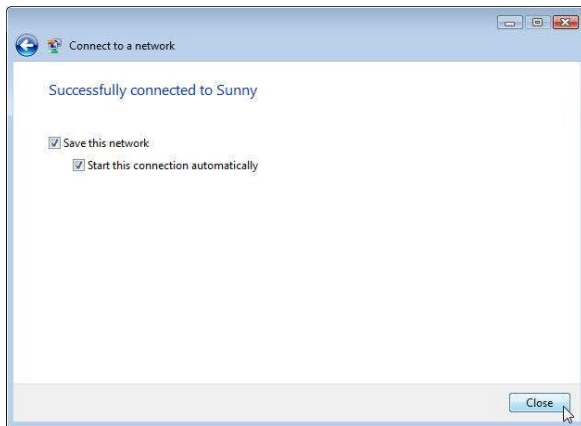 Connect to a network
Successfully connected to Sunny
Save this network
Start this connection automatically
Close